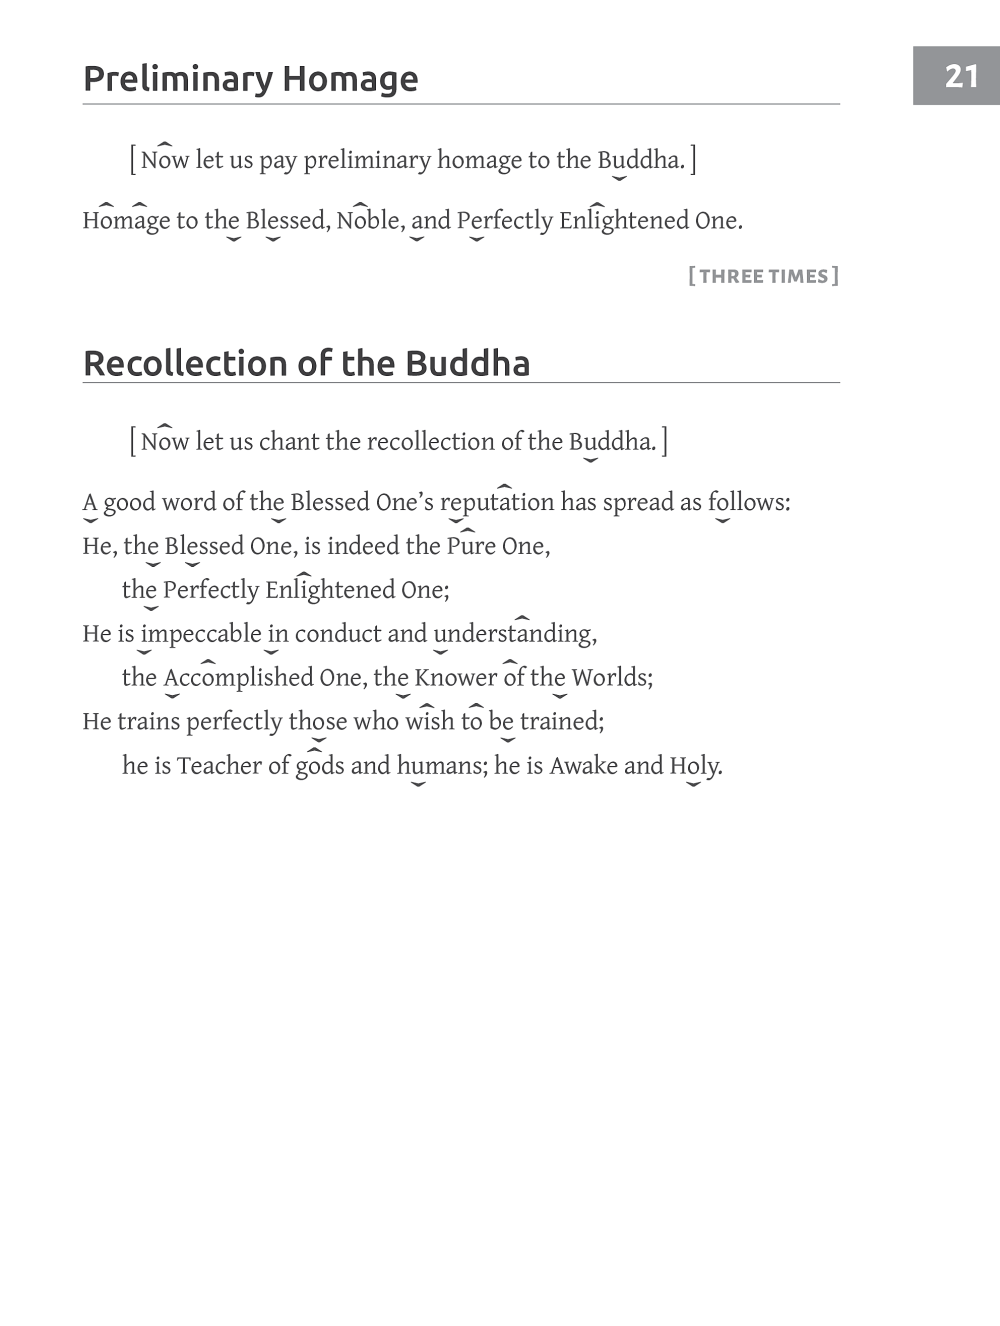 Preliminary Homage
21
[ Now let us pay preliminary homage to the Buddha. ]
Homage to the Blessed, Noble, and Perfectly Enlightened One.
[ THREE TIMES ]
Recollection of the Buddha
[ Now let us chant the recollection of the Buddha. ]
A good word of the Blessed One’s reputation has spread as follows:
He, the Blessed One, is indeed the Pure One,
the Perfectly Enlightened One;
He is impeccable in conduct and understanding,
the Accomplished One, the Knower of the Worlds;
He trains perfectly those who wish to be trained;
he is Teacher of gods and humans; he is Awake and Holy.